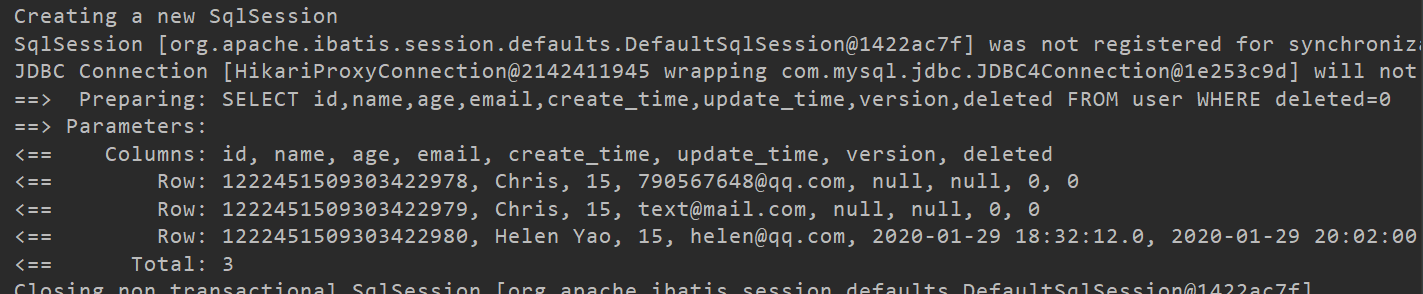 Creating a new SqlSession
SqlSession [org.apache.ibatis.session.defaults.DefaultSqlSession@1422ac7f] was not registered for synchroniz
JDBC Connection [HikariProxyConnection@2142411945 wrapping com.mysql.jdbc.JDBC4Connection@1e253c9d] will not
==>  Preparing: SELECT id,name,age,email,create_time,update_time,version,deleted FROM user WHERE deleted=0
==> Parameters:
<==    Columns: id, name, age, email, create_time, update_time, version, deleted
<==        Row: 1222451509303422978, Chris, 15, 790567648@qq.com, null, null, 0, 0
<==        Row: 1222451509303422979, Chris, 15, text@mail.com, null, null, 0, 0
<==        Row: 1222451509303422980, Helen Yao, 15, helen@qq.com, 2020-01-29 18:32:12.0, 2020-01-29 20:02:00
<==      Total: 3
Closing non transactional SqlSession [org.apache.ibatis.session.defaults.DefaultSqlSession@1422ac7f]